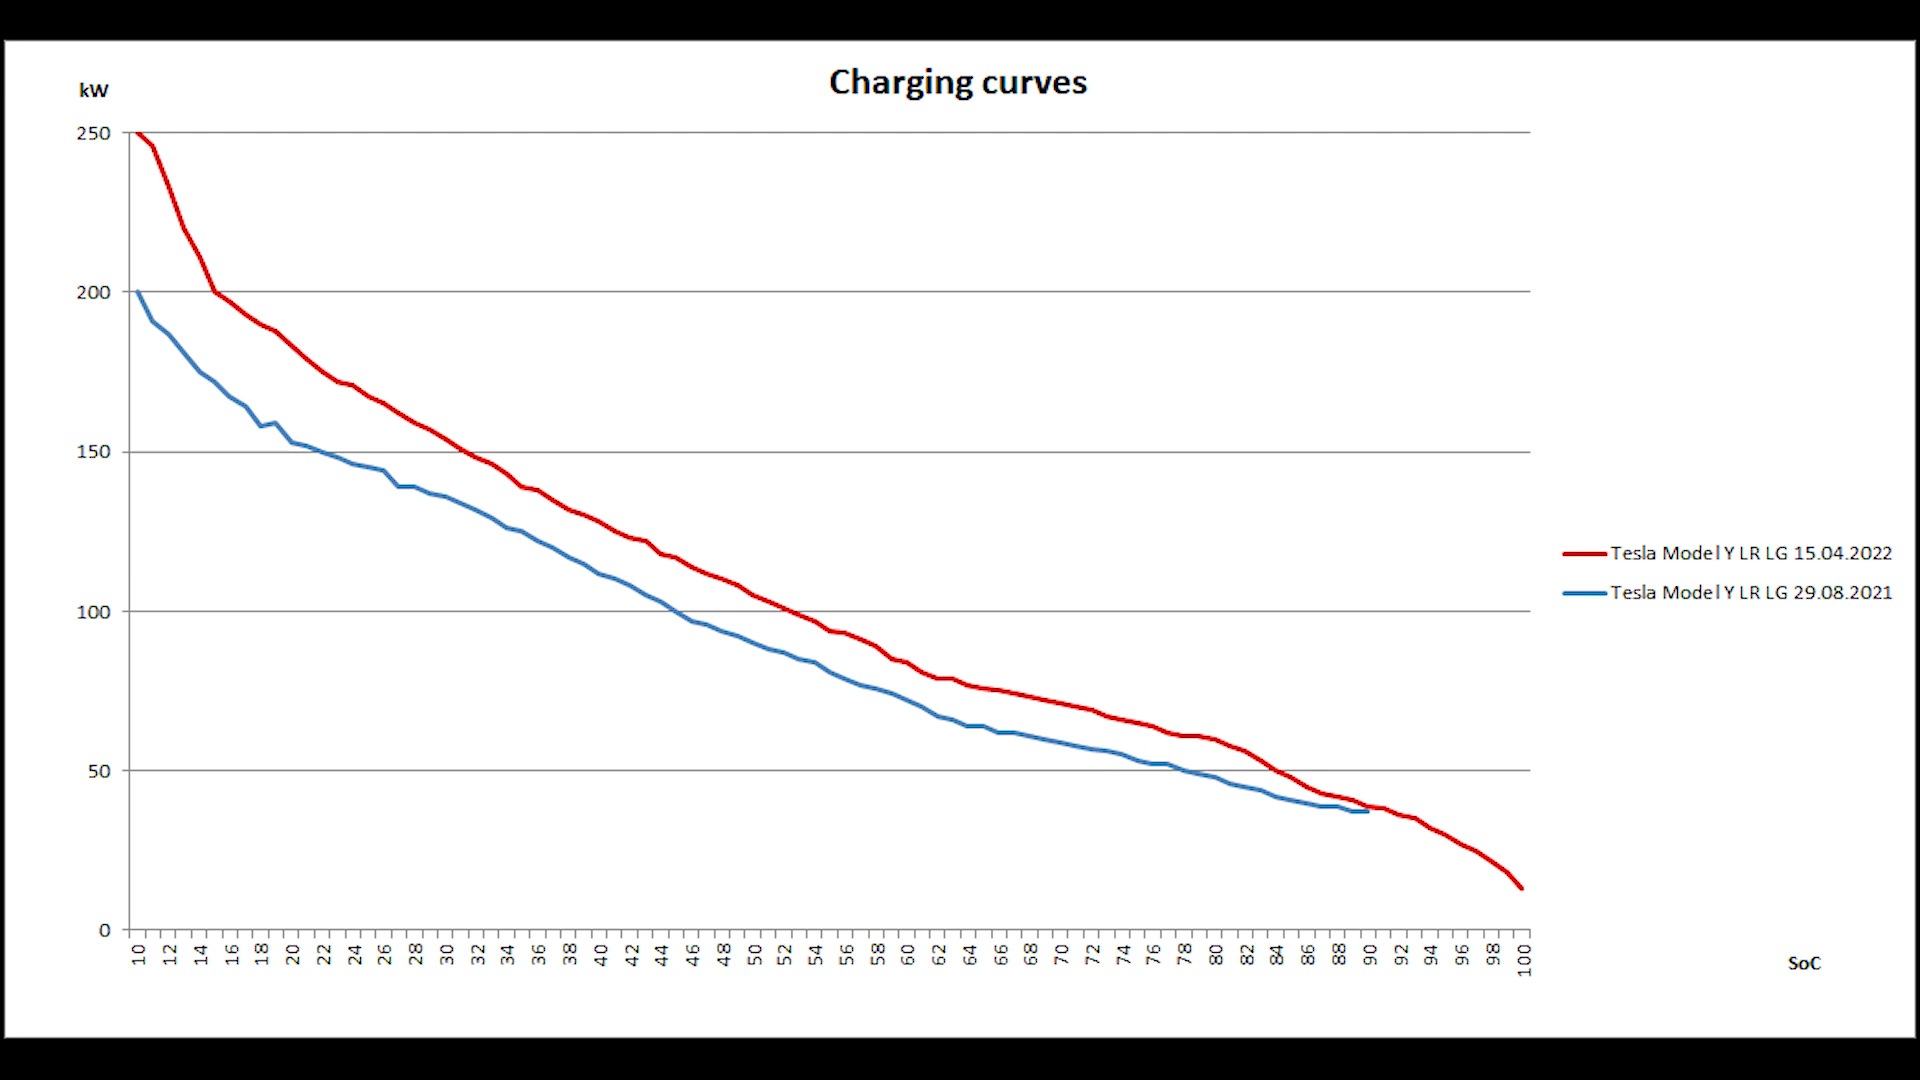 Charging curves
kW
250
200
150
100
50
0
10 12 14 16 18 20 22 24 26 28 30 32 34 36 38 40 42 44 46 48 50 52 54 56 58 60 62 64 66 68 70 72 74 76 78 80 82 84 86 88 90 92 94 96 98 100
SoC
Tesla Model Y LR LG 15.04.2022
Tesla Model Y LR LG 29.08.2021